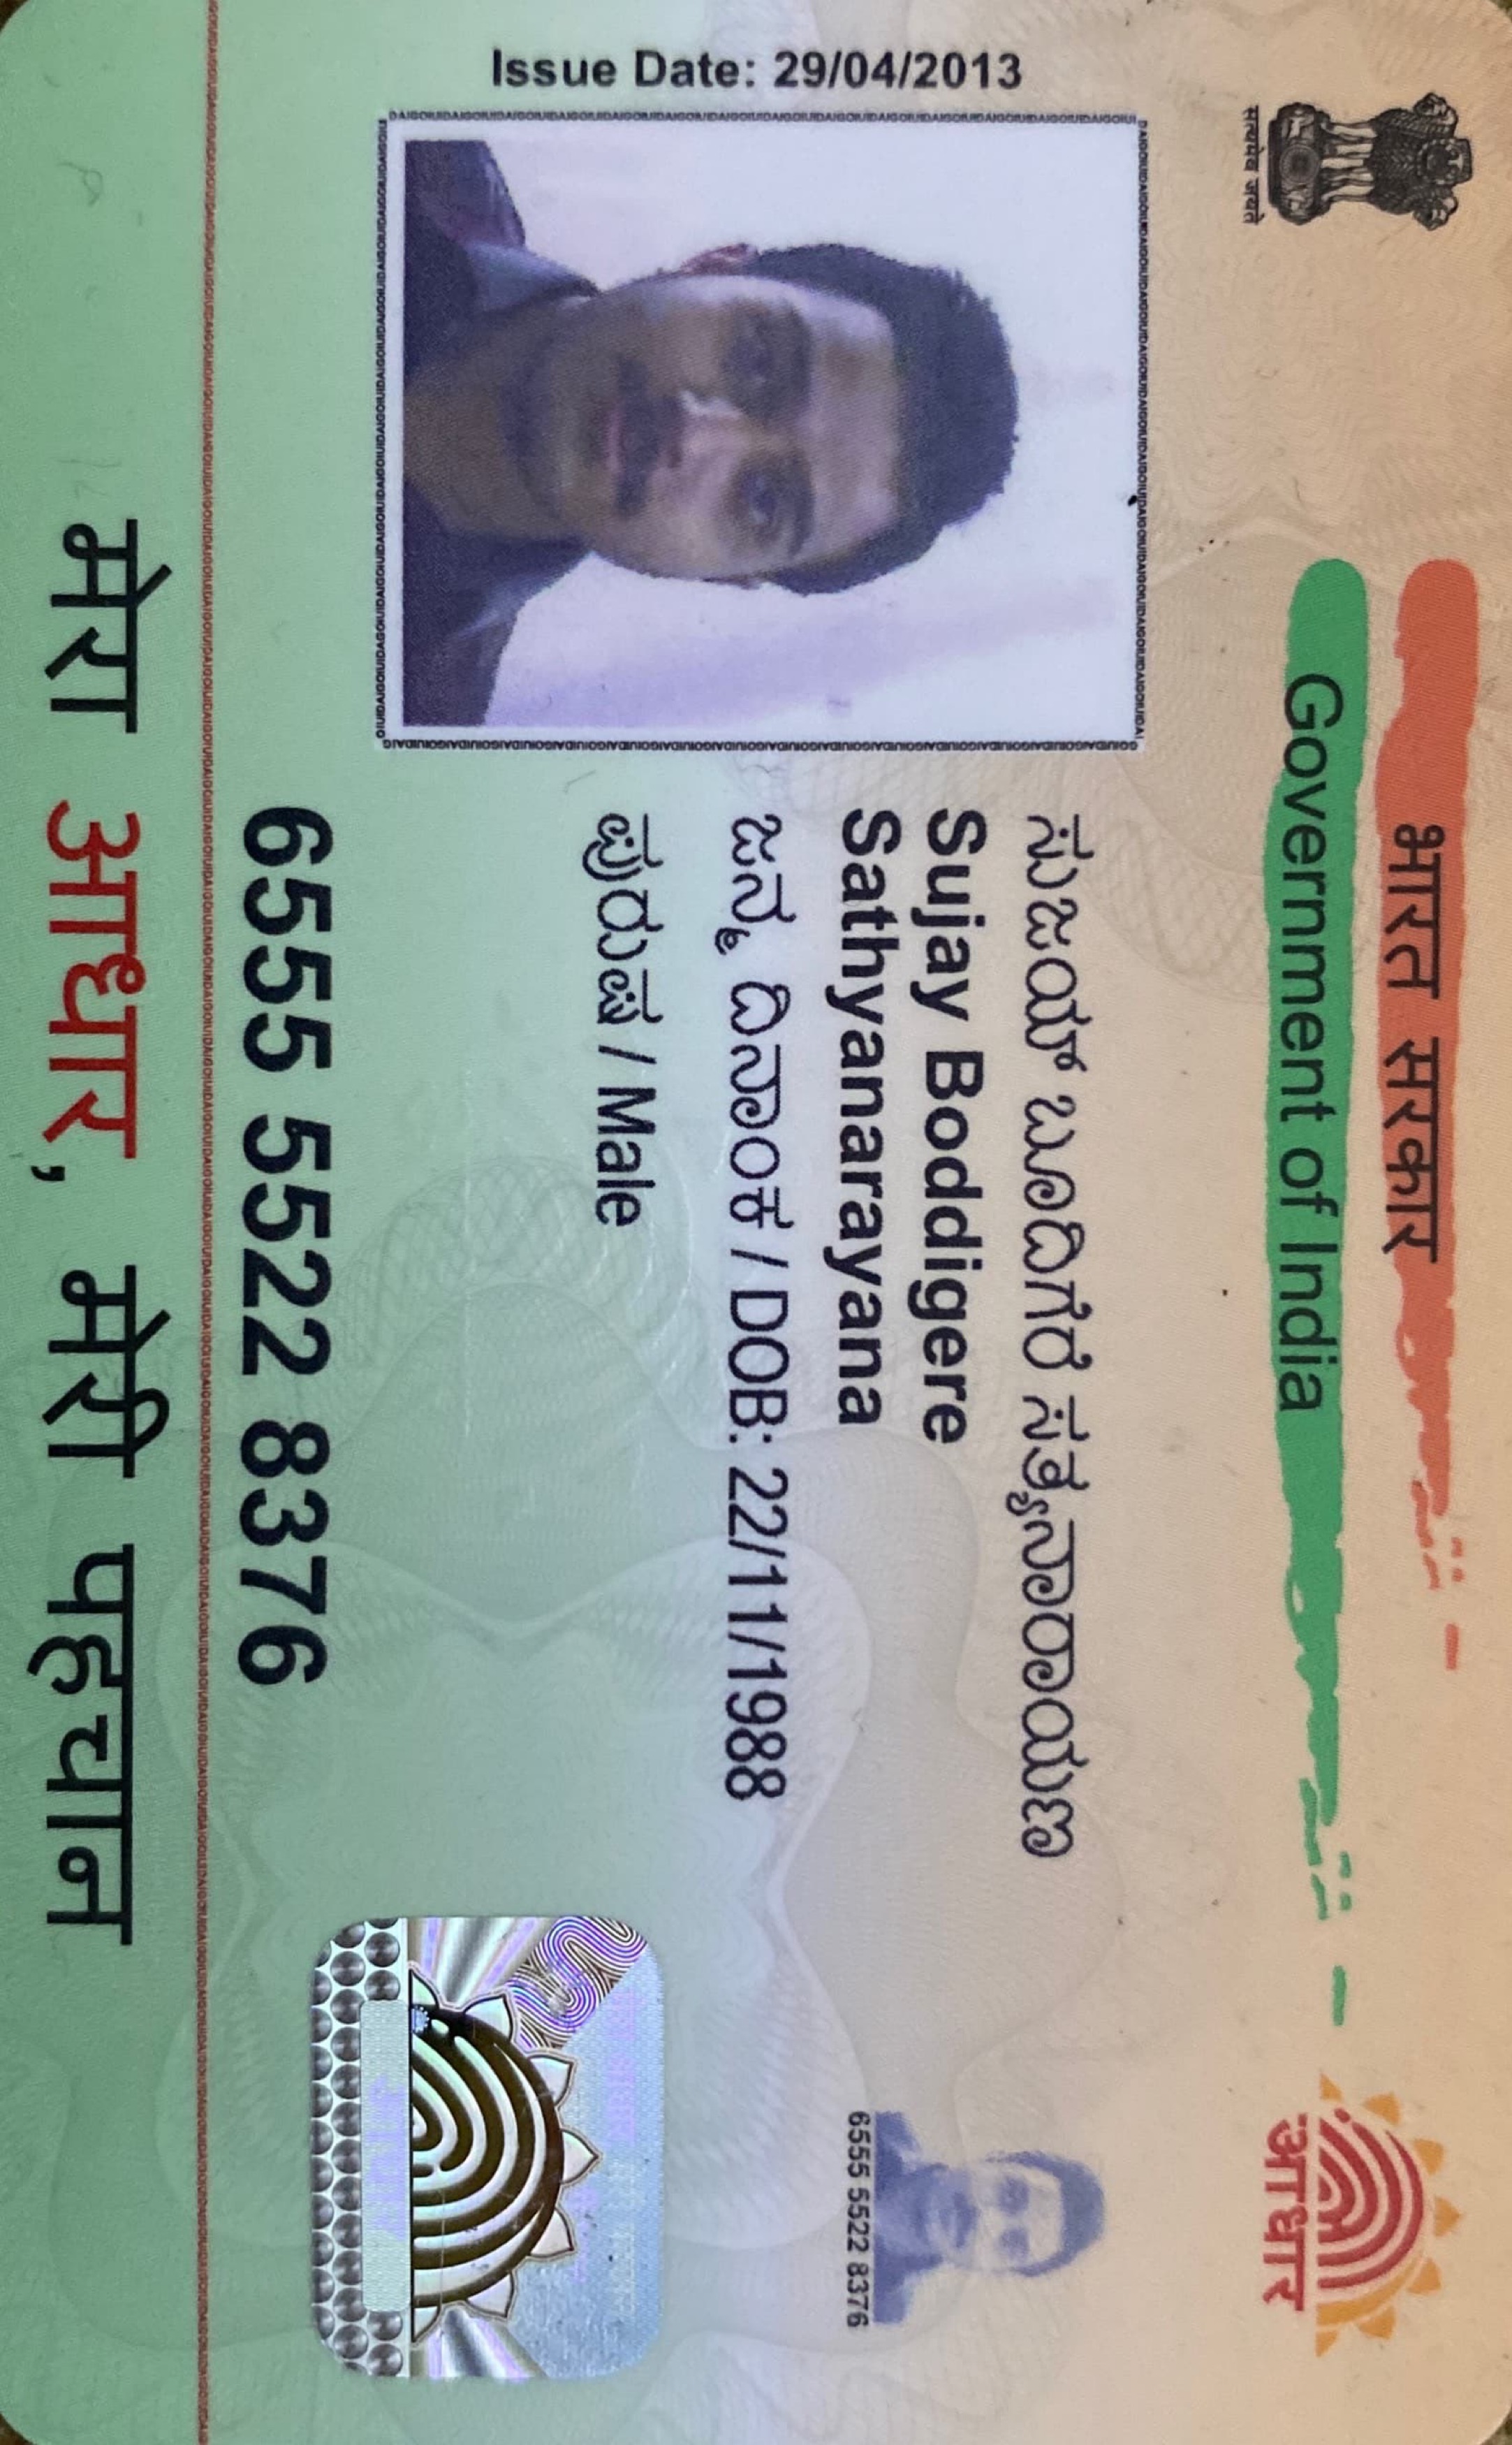 भारत सरकार
Government of India
सत्यमेव जयते
आधार
Issue Date: 29/04/2013
ಸುಜಯ್ ಬೂದಿಗೆರೆ ಸತ್ಯನಾರಾಯಣ
Sujay Boddigere
Sathyanarayana
ಜನ್ಮ ದಿನಾಂಕ / DOB: 22/11/1988
ಪುರುಷ / Male
6555 5522 8376
6555 5522 8376
मेरा आधार, मेरी पहचान